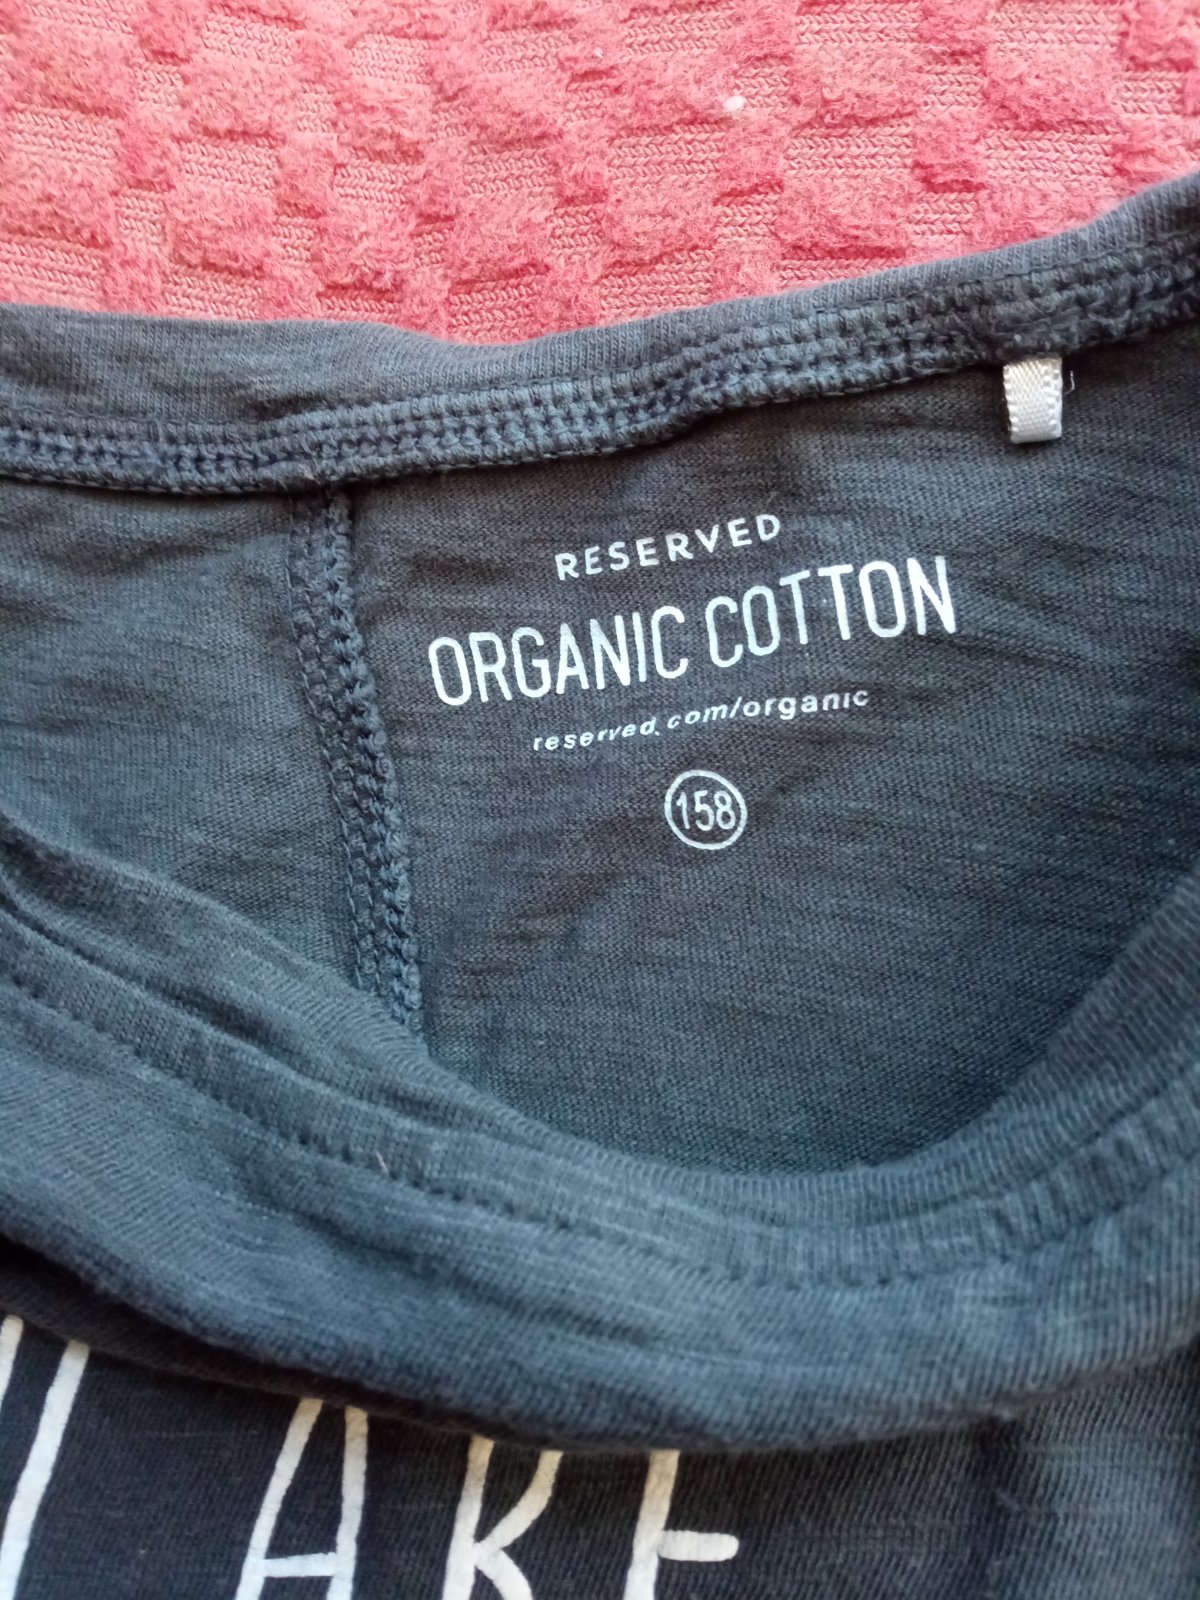 RESERVED
ORGANIC COTTON
reserved.com/organic
158